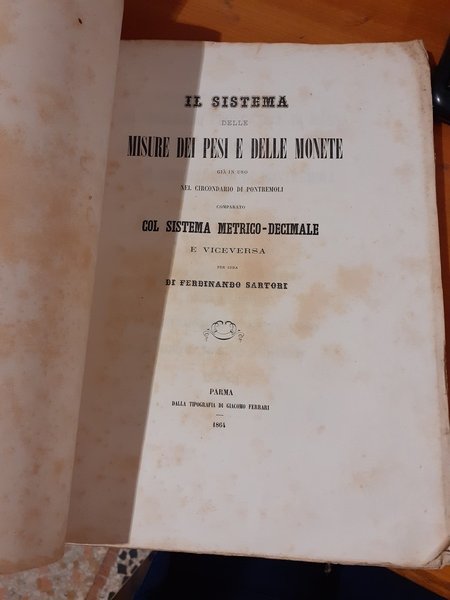 IL SISTEMA
DELLE
MISURE DEI PESI E DELLE MONETE
GIÀ IN USO
NEL CIRCONDARIO DI PONTREMOLI
COMPARATO
COL SISTEMA METRICO-DECIMALE
E VICEVERSA
PER CURA
DI FERDINANDO SARTORI
PARMA
DALLA TIPOGRAFIA DI GIACOMO FERRARI
1864